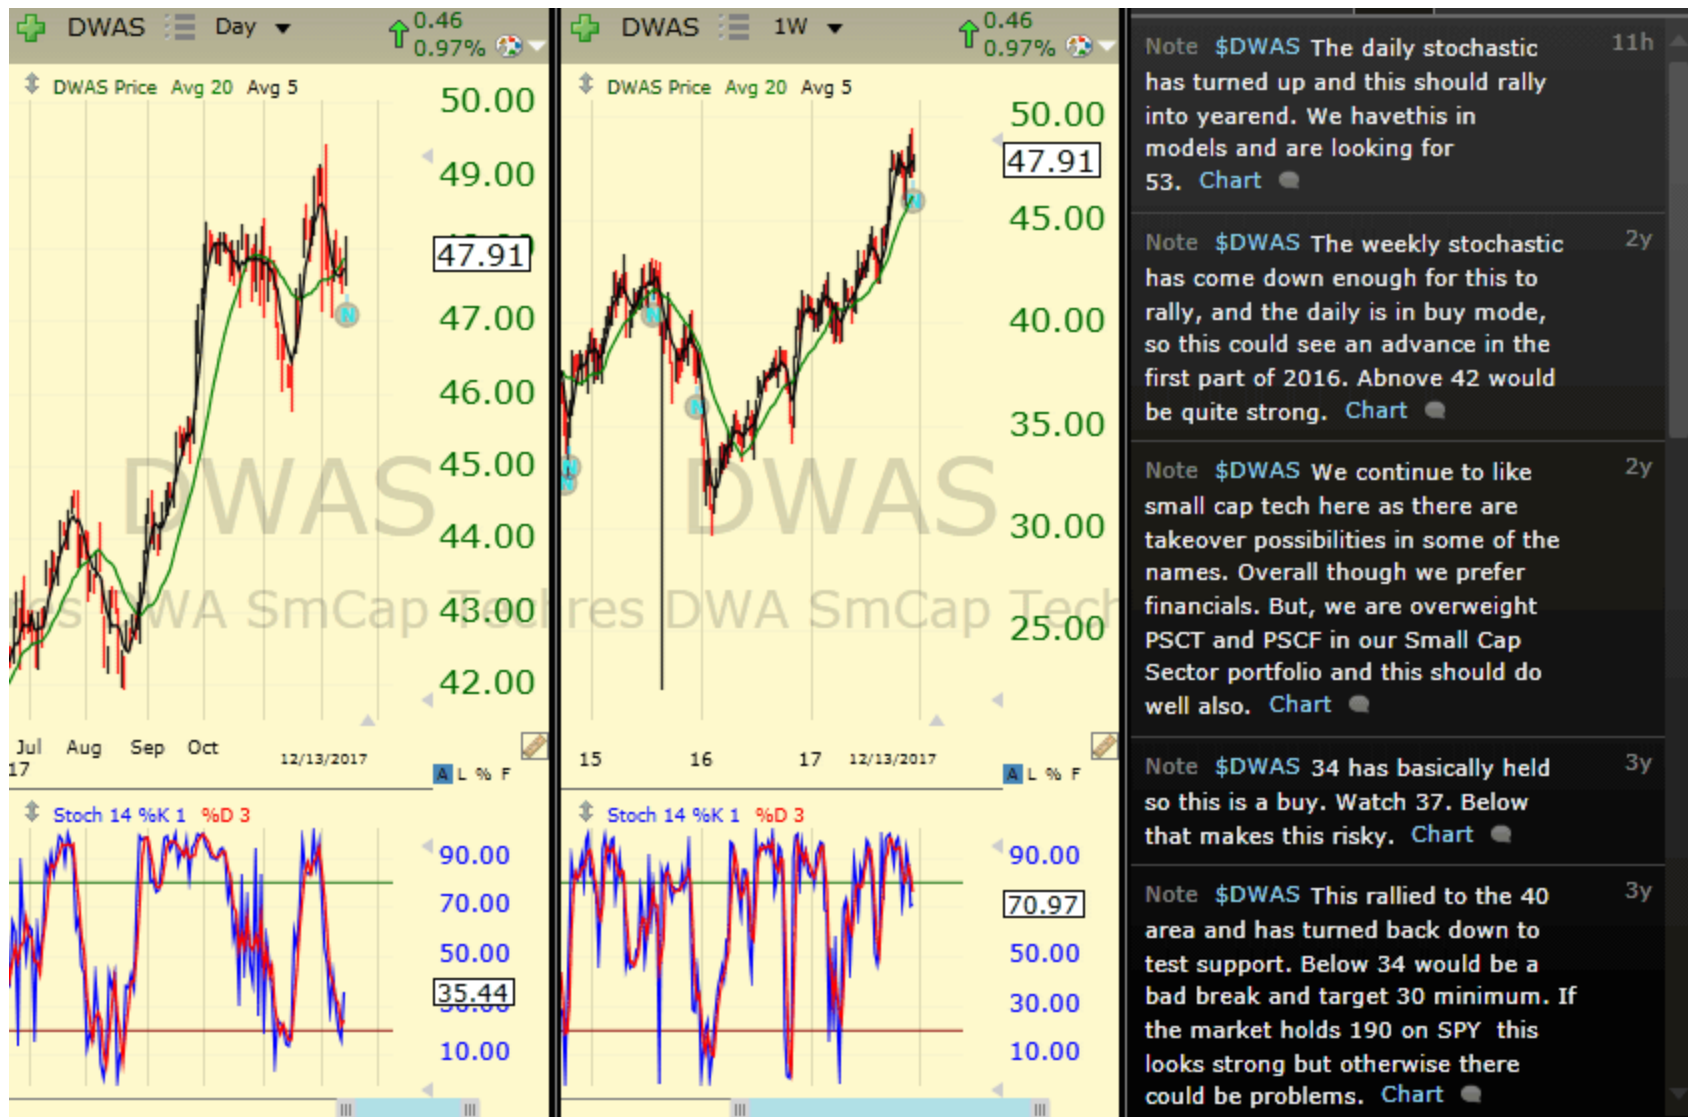 DWAS Day 0.46
0.97%
DWAS Price Avg 20 Avg 5
50.00
49.00
47.91
47.00
46.00
45.00
44.00
43.00
42.00
DWAS
res DWA SmCap Tech
N
Jul Aug Sep Oct 12/13/2017
17
A L % F
Stoch 14 %K 1 %D 3
90.00
70.00
50.00
35.44
30.00
10.00
DWAS 1W 0.46
0.97%
DWAS Price Avg 20 Avg 5
50.00
47.91
45.00
40.00
35.00
30.00
25.00
DWAS
res DWA SmCap Tech
N
N
N
N
N
15 16 17 12/13/2017
A L % F
Stoch 14 %K 1 %D 3
90.00
70.97
50.00
30.00
10.00
Note $DWAS The daily stochastic 11h
has turned up and this should rally
into yearend. We havethis in
models and are looking for
53. Chart
Note $DWAS The weekly stochastic 2y
has come down enough for this to
rally, and the daily is in buy mode,
so this could see an advance in the
first part of 2016. Abnove 42 would
be quite strong. Chart
Note $DWAS We continue to like 2y
small cap tech here as there are
takeover possibilities in some of the
names. Overall though we prefer
financials. But, we are overweight
PSCT and PSCF in our Small Cap
Sector portfolio and this should do
well also. Chart
Note $DWAS 34 has basically held 3y
so this is a buy. Watch 37. Below
that makes this risky. Chart
Note $DWAS This rallied to the 40 3y
area and has turned back down to
test support. Below 34 would be a
bad break and target 30 minimum. If
the market holds 190 on SPY this
looks strong but otherwise there
could be problems. Chart